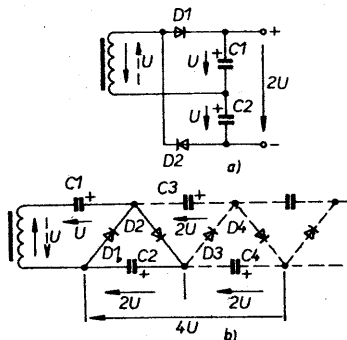 D1
U
U
+
C1
+
2U
U
+
C2
D2
-
a)
C1
+
C3
+
U
U
D1
D2
2U
D4
C2
+
D3
C4
+
2U
2U
4U
b)